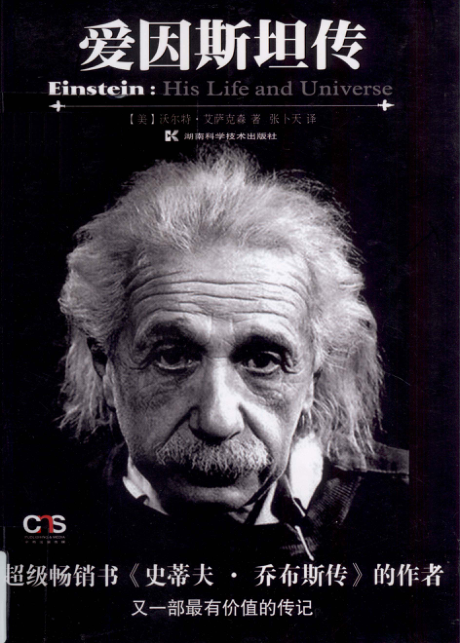 爱因斯坦传
Einstein : His Life and Universe
【美】沃尔特·艾萨克森 著 张卜天 译
湖南科学技术出版社
CNS
超级畅销书《史蒂夫·乔布斯传》的作者
又一部最有价值的传记